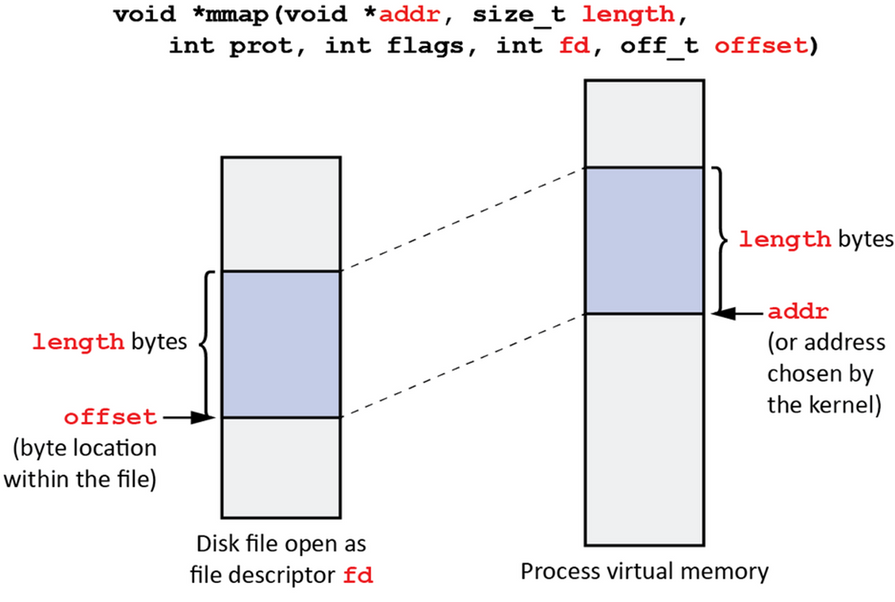 void *mmap(void *addr, size_t length,
int prot, int flags, int fd, off_t offset)
length bytes
offset
(byte location
within the file)
Disk file open as
file descriptor fd
length bytes
addr
(or address
chosen by
the kernel)
Process virtual memory